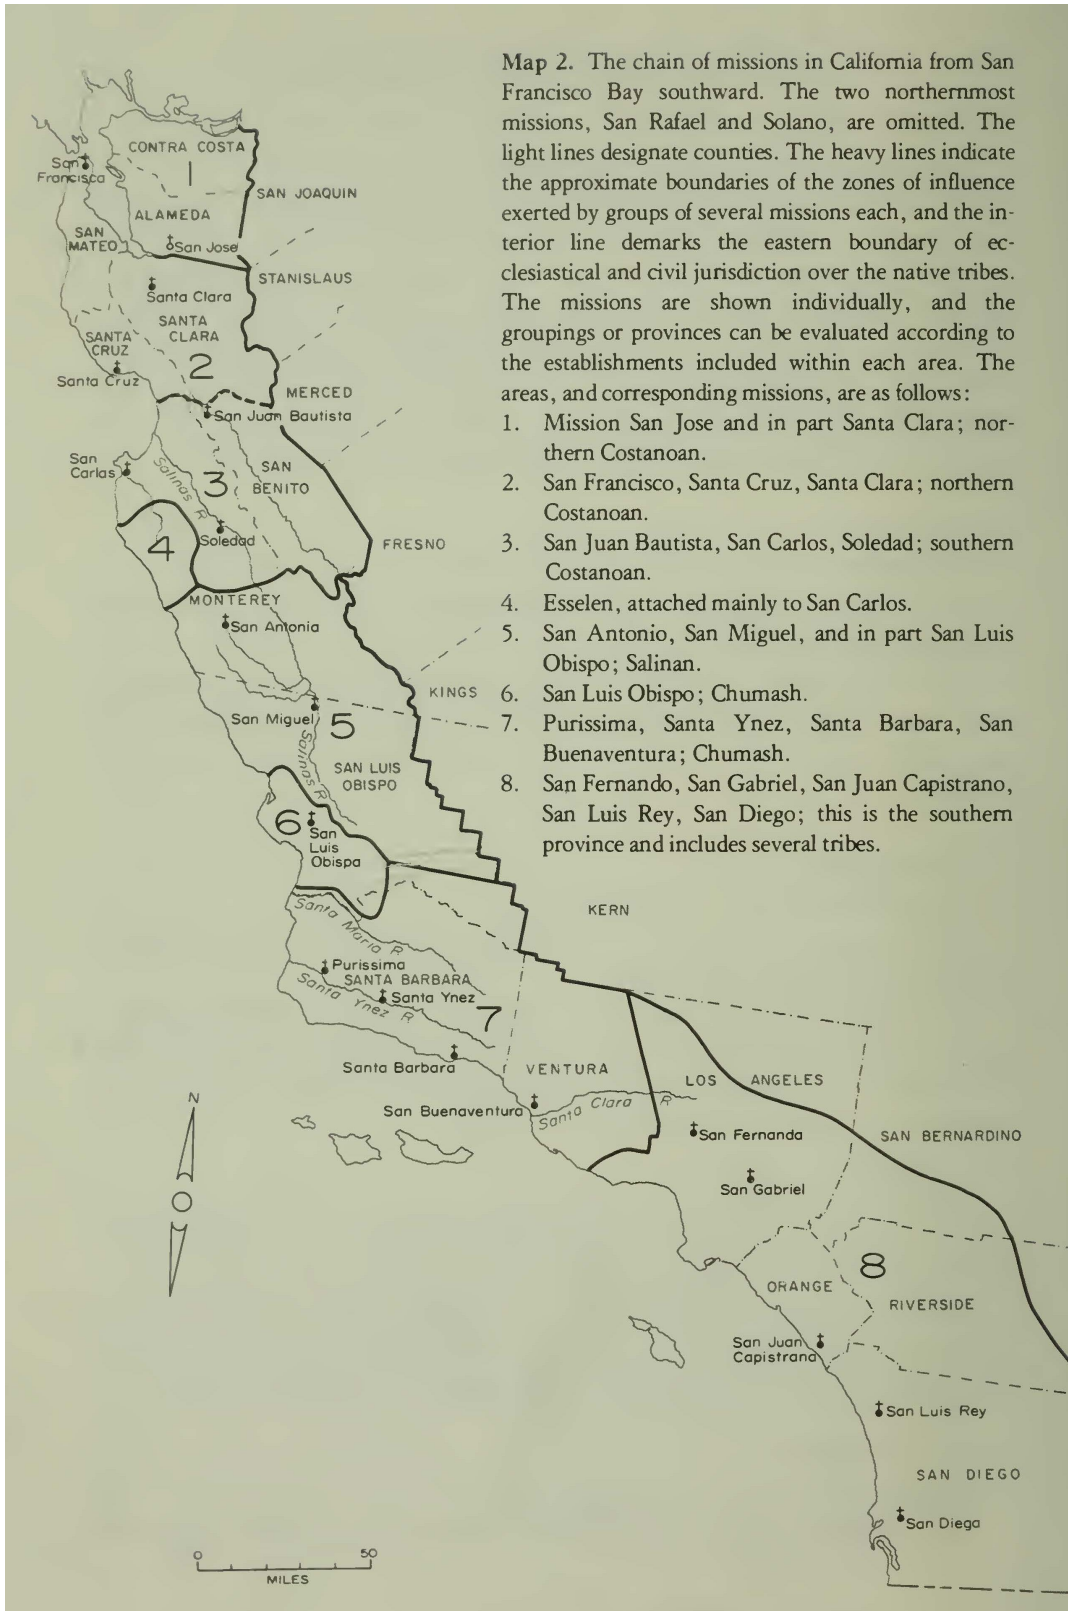 Map 2. The chain of missions in California from San
Francisco Bay southward. The two northernmost
missions, San Rafael and Solano, are omitted. The
light lines designate counties. The heavy lines indicate
the approximate boundaries of the zones of influence
exerted by groups of several missions each, and the in-
terior line demarks the eastern boundary of ec-
clesiastical and civil jurisdiction over the native tribes.
The missions are shown individually, and the
groupings or provinces can be evaluated according to
the establishments included within each area. The
areas, and corresponding missions, are as follows:
1. Mission San Jose and in part Santa Clara; nor-
thern Costanoan.
2. San Francisco, Santa Cruz, Santa Clara; northern
Costanoan.
3. San Juan Bautista, San Carlos, Soledad; southern
Costanoan.
4. Esselen, attached mainly to San Carlos.
5. San Antonio, San Miguel, and in part San Luis
Obispo; Salinan.
6. San Luis Obispo; Chumash.
7. Purissima, Santa Ynez, Santa Barbara, San
Buenaventura; Chumash.
8. San Fernando, San Gabriel, San Juan Capistrano,
San Luis Rey, San Diego; this is the southern
province and includes several tribes.
CONTRA COSTA
1
San
Francisca
SAN JOAQUIN
ALAMEDA
SAN
MATEO
San Jose
STANISLAUS
Santa Clara
SANTA
CLARA
SANTA
CRUZ
2
Santa Cruz
MERCED
San Juan Bautista
San
Carlas
Salinas R
3
SAN
BENITO
4
Soledad
FRESNO
MONTEREY
San Antonia
KINGS
San Miguel
5
Salinas R
SAN LUIS
OBISPO
6
San
Luis
Obispa
KERN
Santa Maria R
Purissima
SANTA BARBARA
Santa Ynez
Santa Ynez R
7
Santa Barbara
VENTURA
LOS ANGELES
San Buenaventura
Santa Clara R
San Fernanda
SAN BERNARDINO
San Gabriel
N
8
ORANGE
RIVERSIDE
San Juan
Capistrana
San Luis Rey
SAN DIEGO
San Diega
0 50
MILES